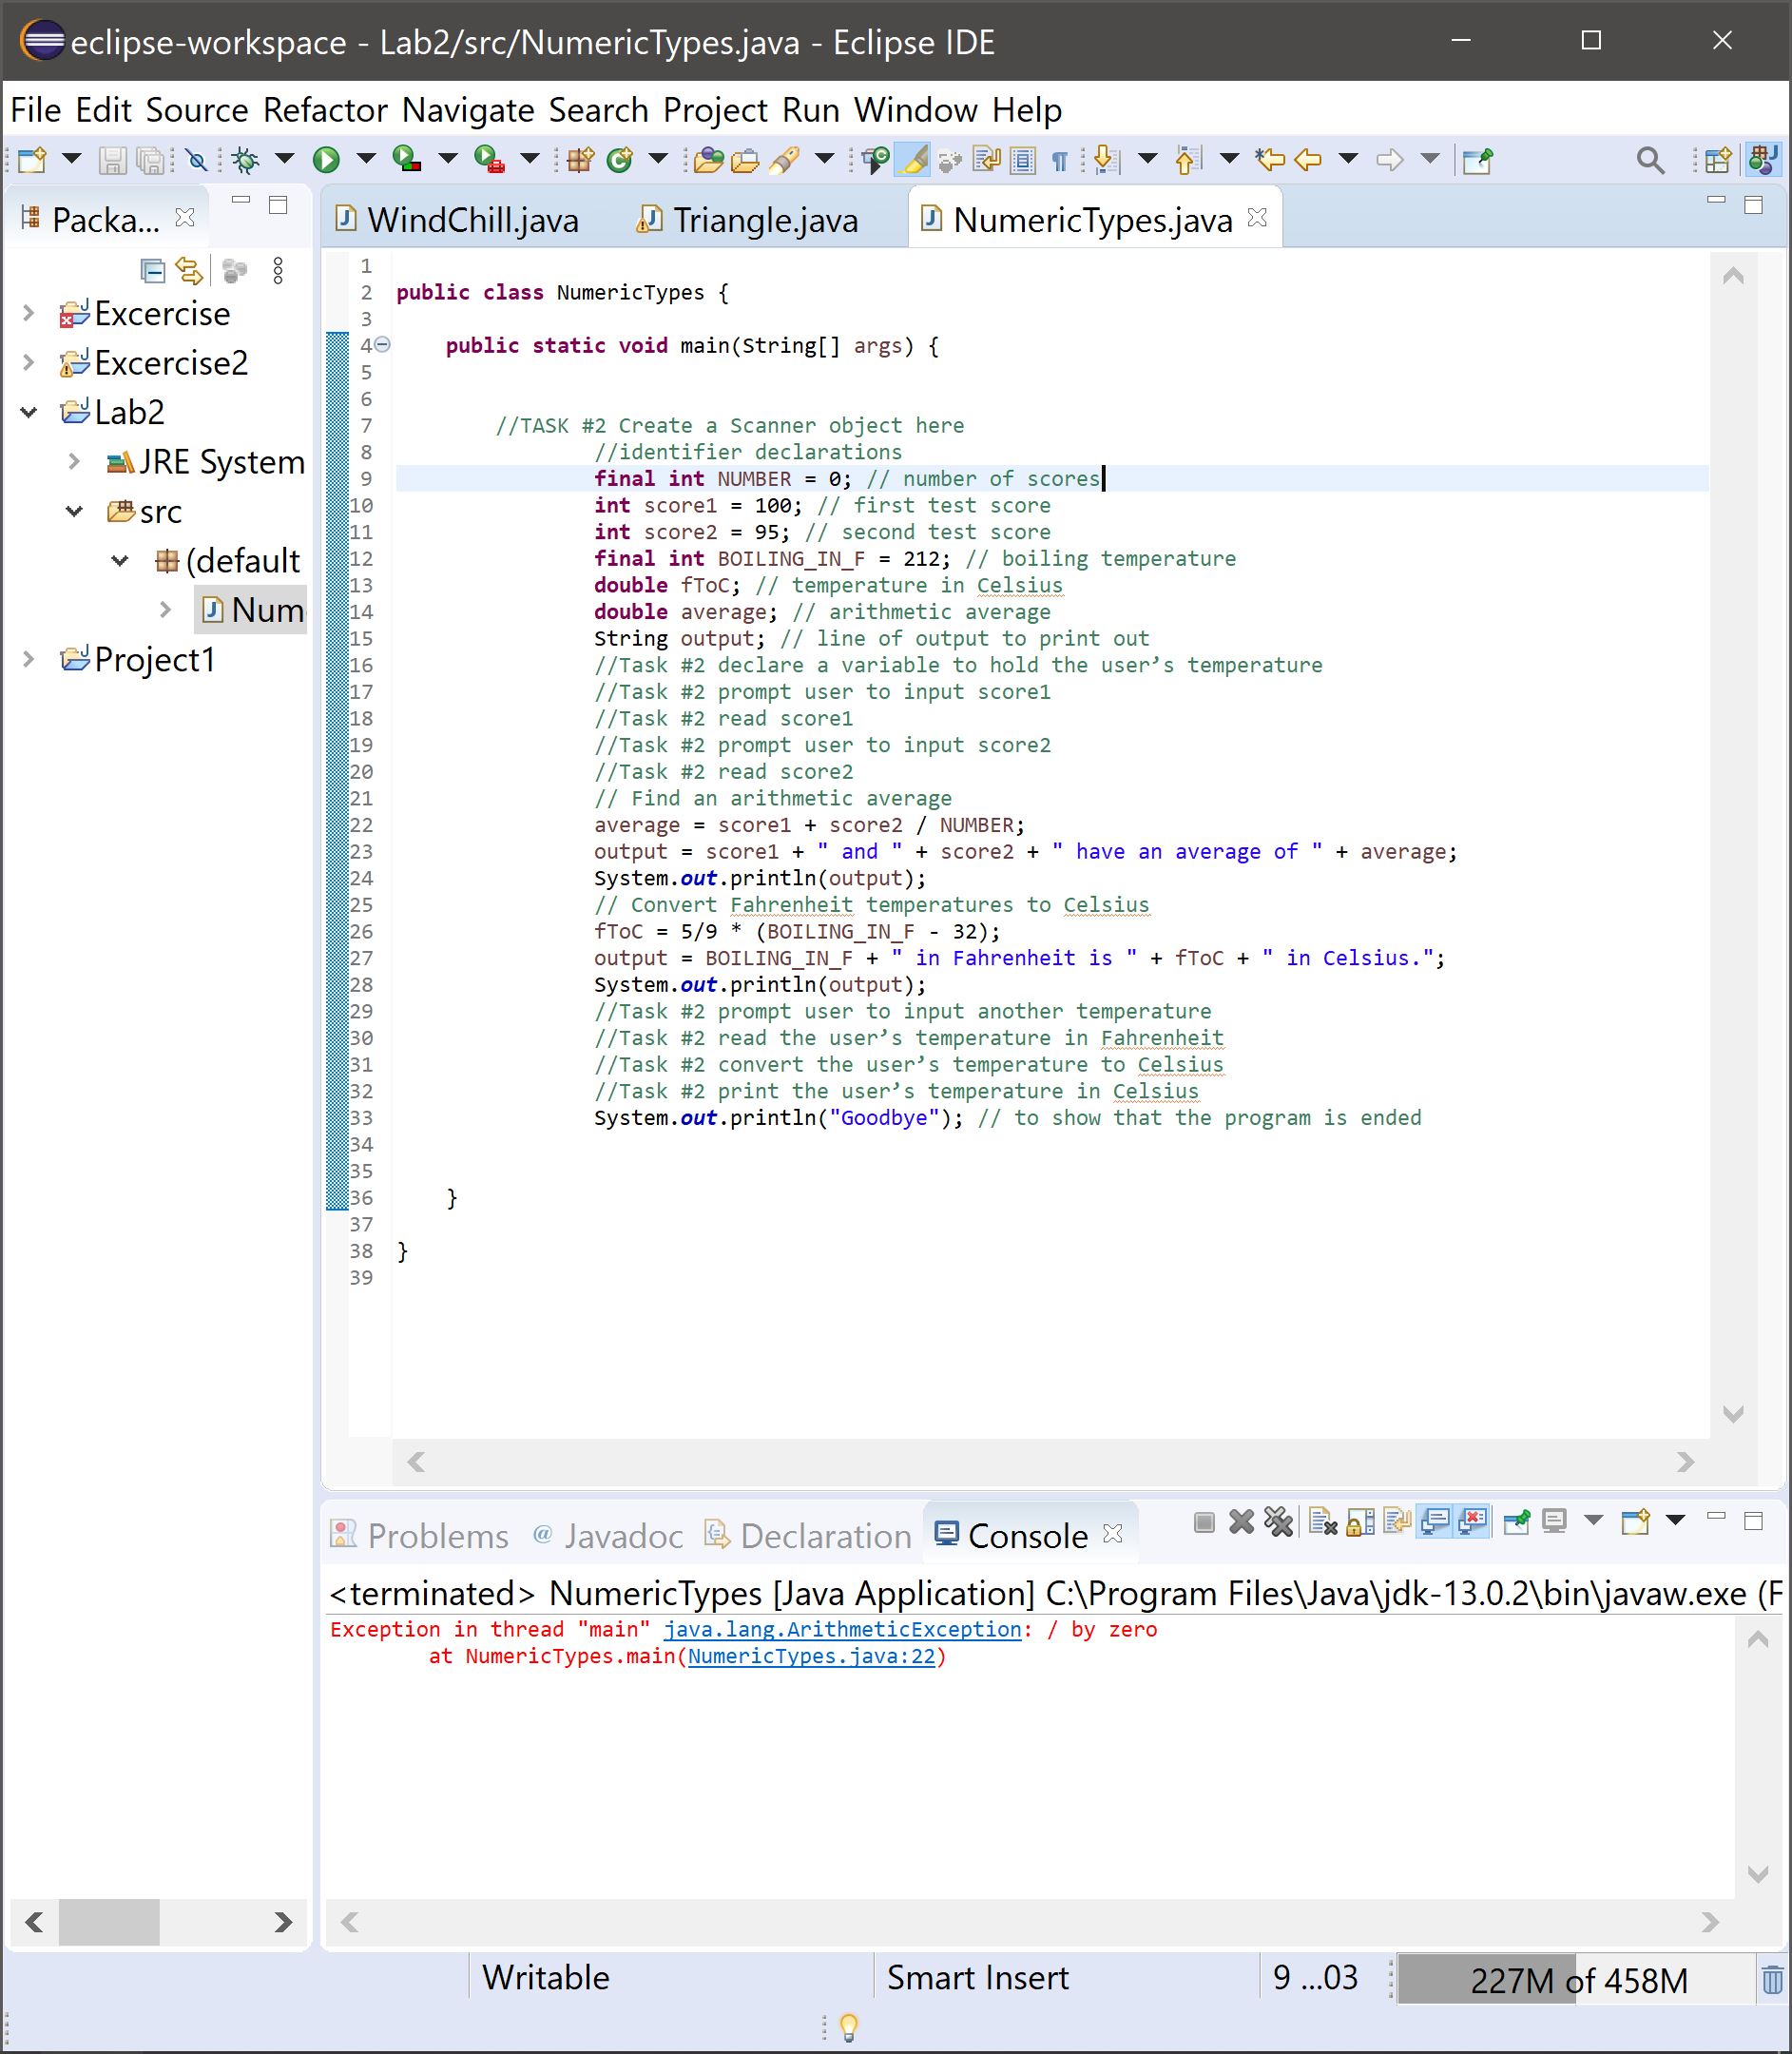 eclipse-workspace - Lab2/src/NumericTypes.java - Eclipse IDE
File Edit Source Refactor Navigate Search Project Run Window Help
Packa...
WindChill.java
Triangle.java
NumericTypes.java
Excercise
Excercise2
Lab2
JRE System
src
(default
Num
Project1
1
2 public class NumericTypes {
3
4 public static void main(String[] args) {
5
6
7 //TASK #2 Create a Scanner object here
8 //identifier declarations
9 final int NUMBER = 0; // number of scores
10 int score1 = 100; // first test score
11 int score2 = 95; // second test score
12 final int BOILING_IN_F = 212; // boiling temperature
13 double fToC; // temperature in Celsius
14 double average; // arithmetic average
15 String output; // line of output to print out
16 //Task #2 declare a variable to hold the user’s temperature
17 //Task #2 prompt user to input score1
18 //Task #2 read score1
19 //Task #2 prompt user to input score2
20 //Task #2 read score2
21 // Find an arithmetic average
22 average = score1 + score2 / NUMBER;
23 output = score1 + " and " + score2 + " have an average of " + average;
24 System.out.println(output);
25 // Convert Fahrenheit temperatures to Celsius
26 fToC = 5/9 * (BOILING_IN_F - 32);
27 output = BOILING_IN_F + " in Fahrenheit is " + fToC + " in Celsius.";
28 System.out.println(output);
29 //Task #2 prompt user to input another temperature
30 //Task #2 read the user’s temperature in Fahrenheit
31 //Task #2 convert the user’s temperature to Celsius
32 //Task #2 print the user’s temperature in Celsius
33 System.out.println("Goodbye"); // to show that the program is ended
34
35
36 }
37
38 }
39
Problems
Javadoc
Declaration
Console
<terminated> NumericTypes [Java Application] C:\Program Files\Java\jdk-13.0.2\bin\javaw.exe (F
Exception in thread "main" java.lang.ArithmeticException: / by zero
at NumericTypes.main(NumericTypes.java:22)
Writable
Smart Insert
9 ...03
227M of 458M